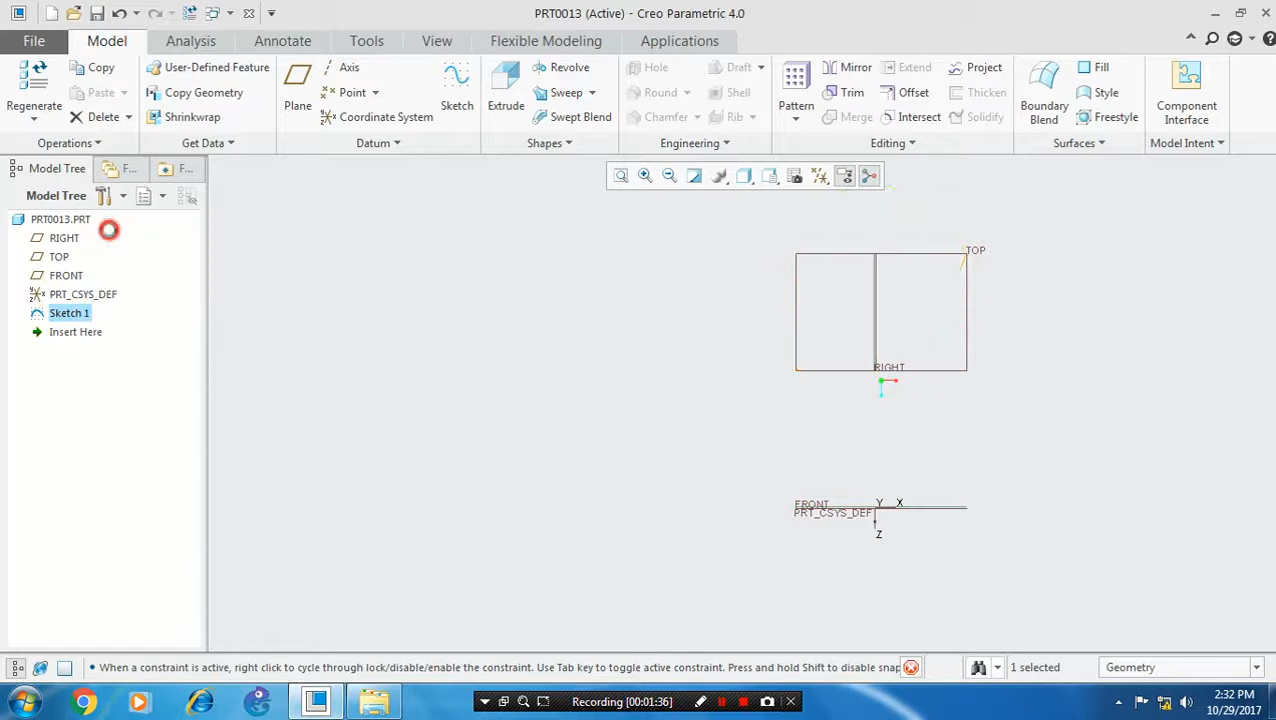 PRT0013 (Active) - Creo Parametric 4.0
File Model Analysis Annotate Tools View Flexible Modeling Applications
Regenerate
Copy
Paste
Delete
Operations
User-Defined Feature
Copy Geometry
Shrinkwrap
Get Data
Plane
Axis
Point
Coordinate System
Sketch
Datum
Extrude
Revolve
Sweep
Swept Blend
Shapes
Hole
Round
Chamfer
Draft
Shell
Rib
Engineering
Pattern
Mirror
Trim
Merge
Extend
Offset
Intersect
Project
Thicken
Solidify
Editing
Boundary
Blend
Fill
Style
Freestyle
Surfaces
Component
Interface
Model Intent
Model Tree F... F...
Model Tree
PRT0013.PRT
RIGHT
TOP
FRONT
PRT_CSYS_DEF
Sketch 1
Insert Here
TOP
RIGHT
FRONT
PRT_CSYS_DEF
Y X
Z
When a constraint is active, right click to cycle through lock/disable/enable the constraint. Use Tab key to toggle active constraint. Press and hold Shift to disable snap
1 selected
Geometry
Recording [00:01:36]
2:32 PM
10/29/2017